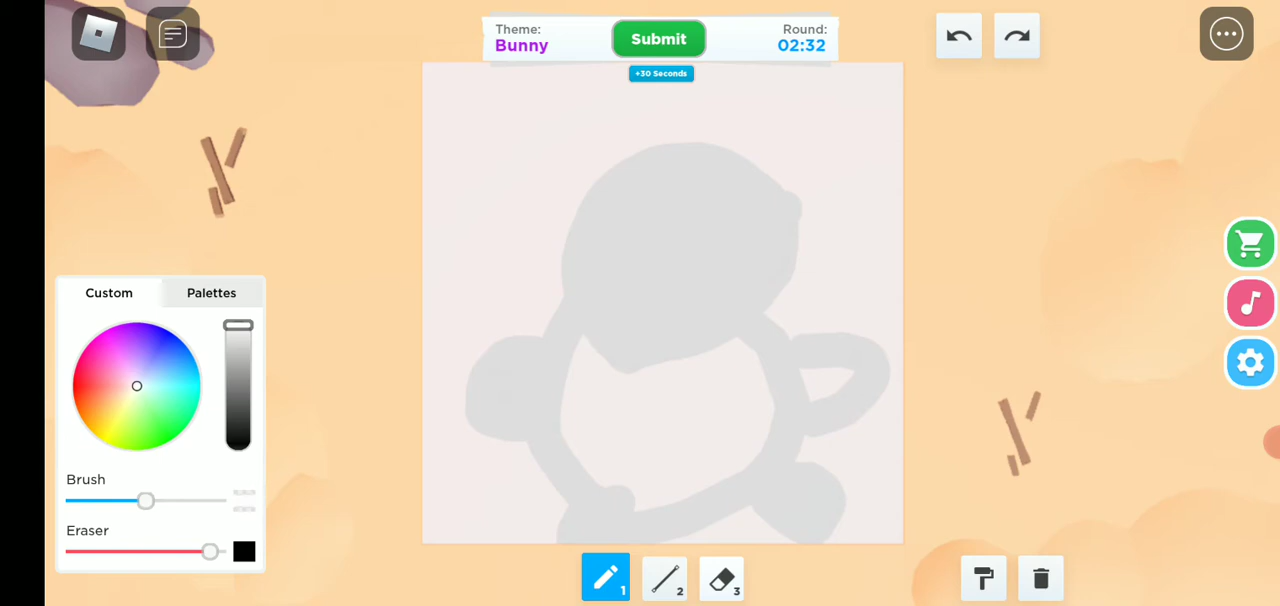 Theme:
Bunny
Submit
Round:
02:32
+30 Seconds
Custom
Palettes
Brush
Eraser
1
2
3